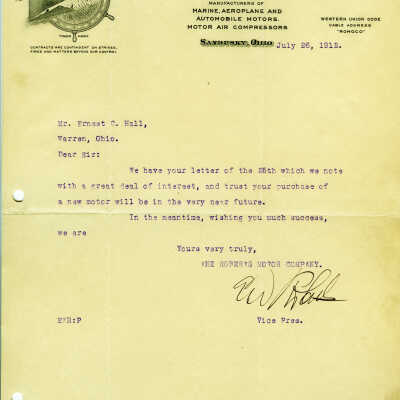 MANUFACTURERS OF
MARINE, AEROPLANE AND
AUTOMOBILE MOTORS.
MOTOR AIR COMPRESSORS
WESTERN UNION CODE
CABLE ADDRESS
"ROMOCO"
TRADE MARK
CONTRACTS ARE CONTINGENT ON STRIKES,
FIRES AND MATTERS BEYOND AIR CONTROL
SANDUSKY, OHIO July 26, 1912.
Mr. Ernest C. Hall,
Warren, Ohio.
Dear Sir:
We have your letter of the 25th which we note
with a great deal of interest, and trust your purchase of
a new motor will be in the very near future.
In the meantime, wishing you much success,
we are
Yours very truly,
THE ROBERTS MOTOR COMPANY.
Vice Pres.